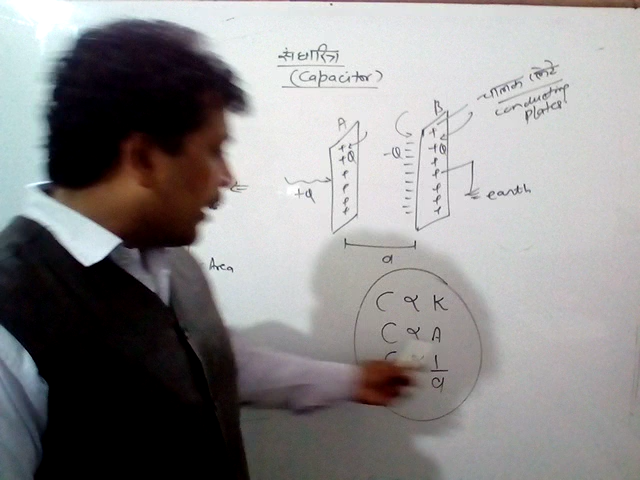 संधारित्र
(Capacitor)
A
B
चालक प्लेटें
conducting
plates
+Q
+Q
-Q
+Q
earth
d
Area
C ∝ K
C ∝ A
C ∝ 1/d